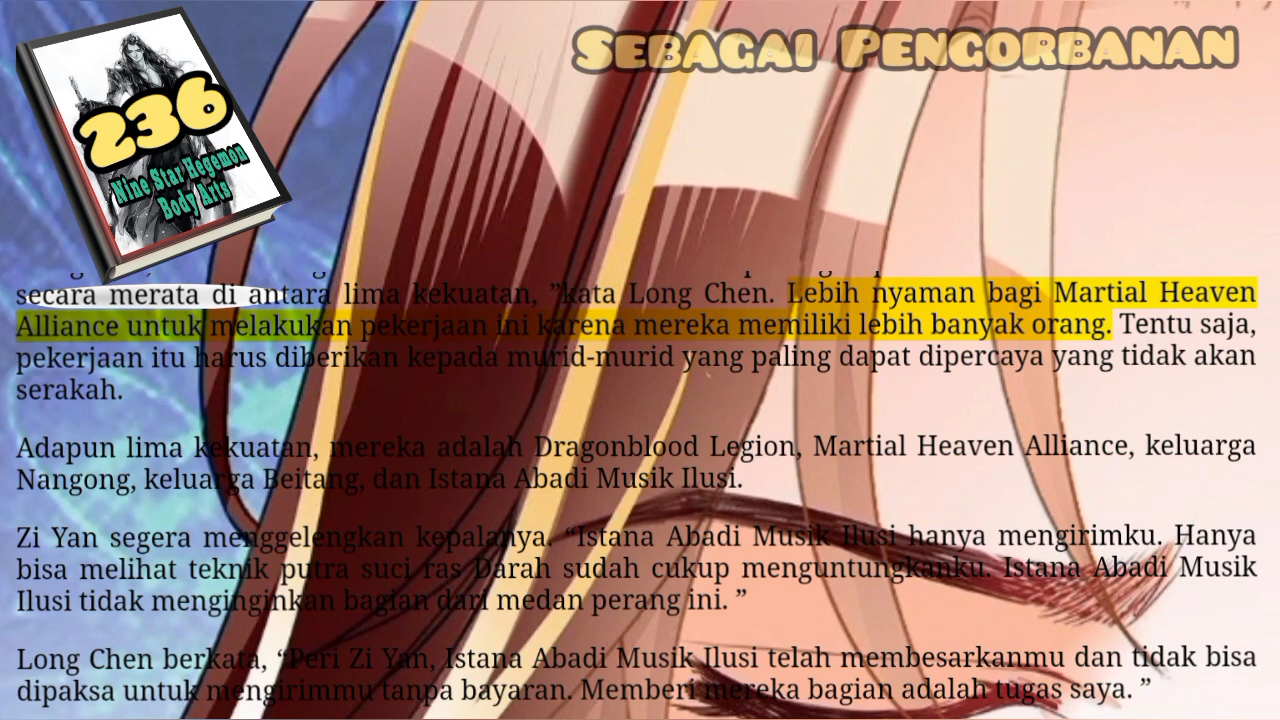 SEBAGAI PENGORBANAN
236
Nine Star Hegemon
Body Arts
secara merata di antara lima kekuatan, ”kata Long Chen. Lebih nyaman bagi Martial Heaven
Alliance untuk melakukan pekerjaan ini karena mereka memiliki lebih banyak orang. Tentu saja,
pekerjaan itu harus diberikan kepada murid-murid yang paling dapat dipercaya yang tidak akan
serakah.
Adapun lima kekuatan, mereka adalah Dragonblood Legion, Martial Heaven Alliance, keluarga
Nangong, keluarga Beitang, dan Istana Abadi Musik Ilusi.
Zi Yan segera menggelengkan kepalanya. “Istana Abadi Musik Ilusi hanya mengirimku. Hanya
bisa melihat teknik putra suci ras Darah sudah cukup menguntungkanku. Istana Abadi Musik
Ilusi tidak menginginkan bagian dari medan perang ini. ”
Long Chen berkata, “Peri Zi Yan, Istana Abadi Musik Ilusi telah membesarkanmu dan tidak bisa
dipaksa untuk mengirimmu tanpa bayaran. Memberi mereka bagian adalah tugas saya. ”